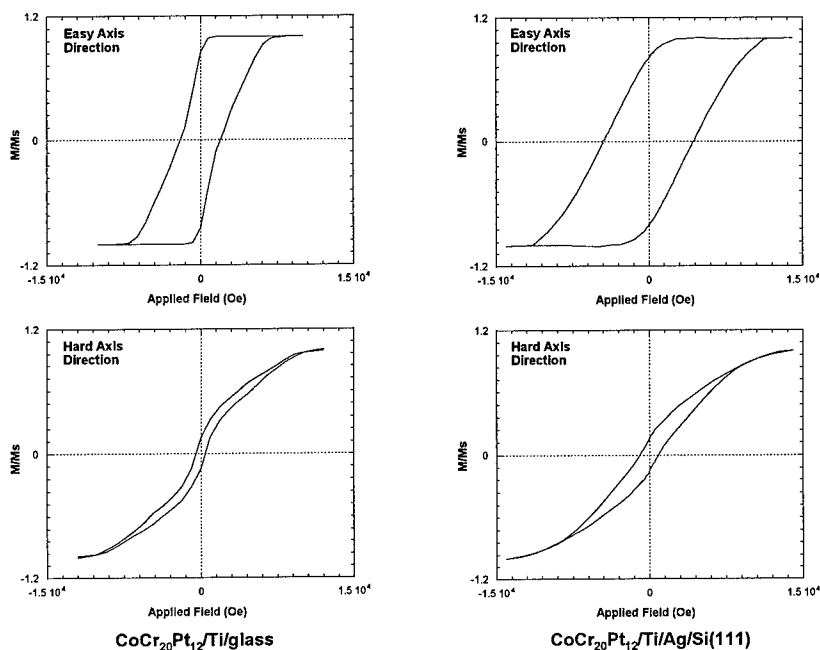 1.2
Easy Axis
Direction
M/Ms
0
-1.2
-1.5 10⁴
0
1.5 10⁴
Applied Field (Oe)
1.2
Easy Axis
Direction
M/Ms
0
-1.2
-1.5 10⁴
0
1.5 10⁴
Applied Field (Oe)
1.2
Hard Axis
Direction
M/Ms
0
-1.2
-1.5 10⁴
0
1.5 10⁴
Applied Field (Oe)
CoCr₂₀Pt₁₂/Ti/glass
1.2
Hard Axis
Direction
M/Ms
0
-1.2
-1.5 10⁴
0
1.5 10⁴
Applied Field (Oe)
CoCr₂₀Pt₁₂/Ti/Ag/Si(111)